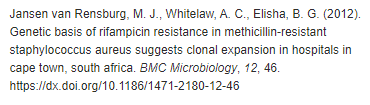 Jansen van Rensburg, M. J., Whitelaw, A. C., Elisha, B. G. (2012).
Genetic basis of rifampicin resistance in methicillin-resistant
staphylococcus aureus suggests clonal expansion in hospitals in
cape town, south africa. BMC Microbiology, 12, 46.
https://dx.doi.org/10.1186/1471-2180-12-46